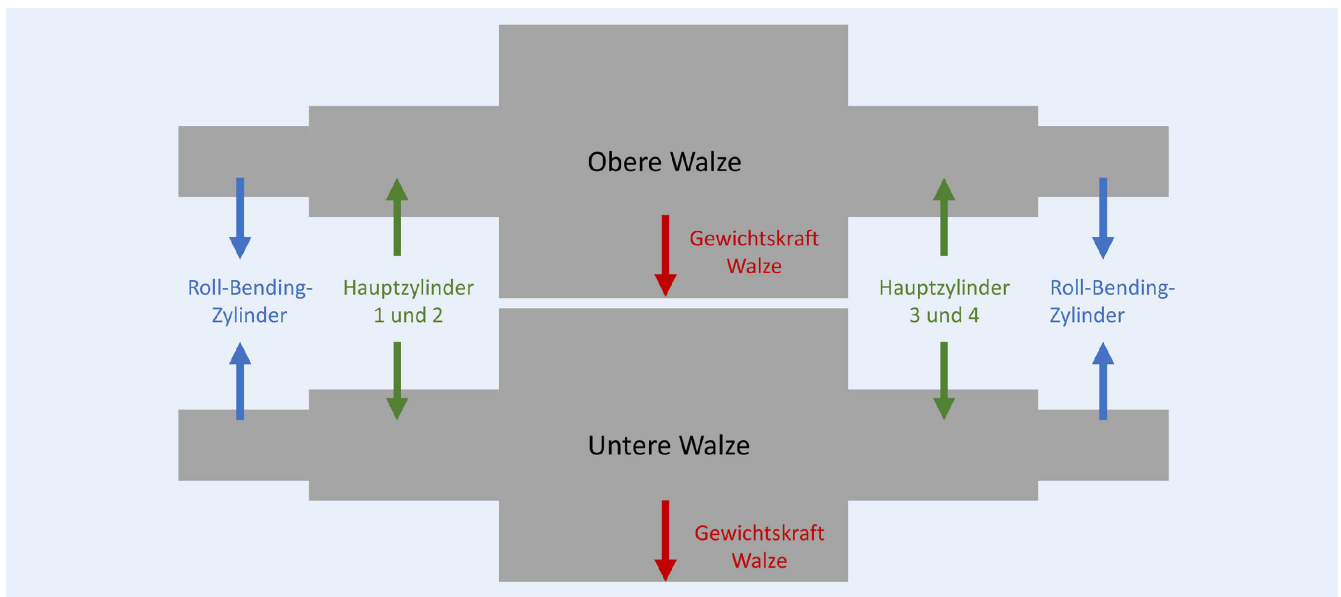 Obere Walze
Gewichtskraft
Walze
Roll-Bending-
Zylinder
Hauptzylinder
1 und 2
Hauptzylinder
3 und 4
Roll-Bending-
Zylinder
Untere Walze
Gewichtskraft
Walze